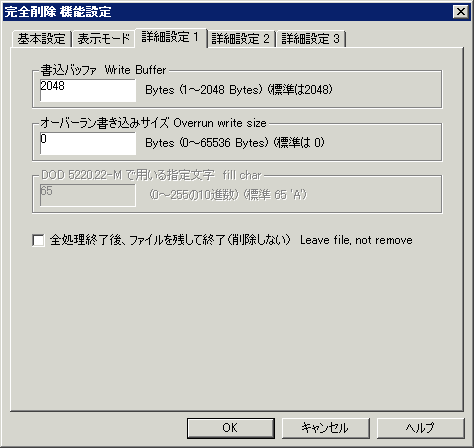 完全削除 機能設定
基本設定 表示モード 詳細設定 1 詳細設定 2 詳細設定 3
書込バッファ Write Buffer
2048 Bytes (1～2048 Bytes) (標準は2048)
オーバーラン書き込みサイズ Overrun write size
0 Bytes (0～65536 Bytes) (標準は 0)
DOD 5220.22-M で用いる指定文字 fill char
65 (0～255の10進数) (標準 65 'A')
全処理終了後、ファイルを残して終了(削除しない) Leave file, not remove
OK キャンセル ヘルプ